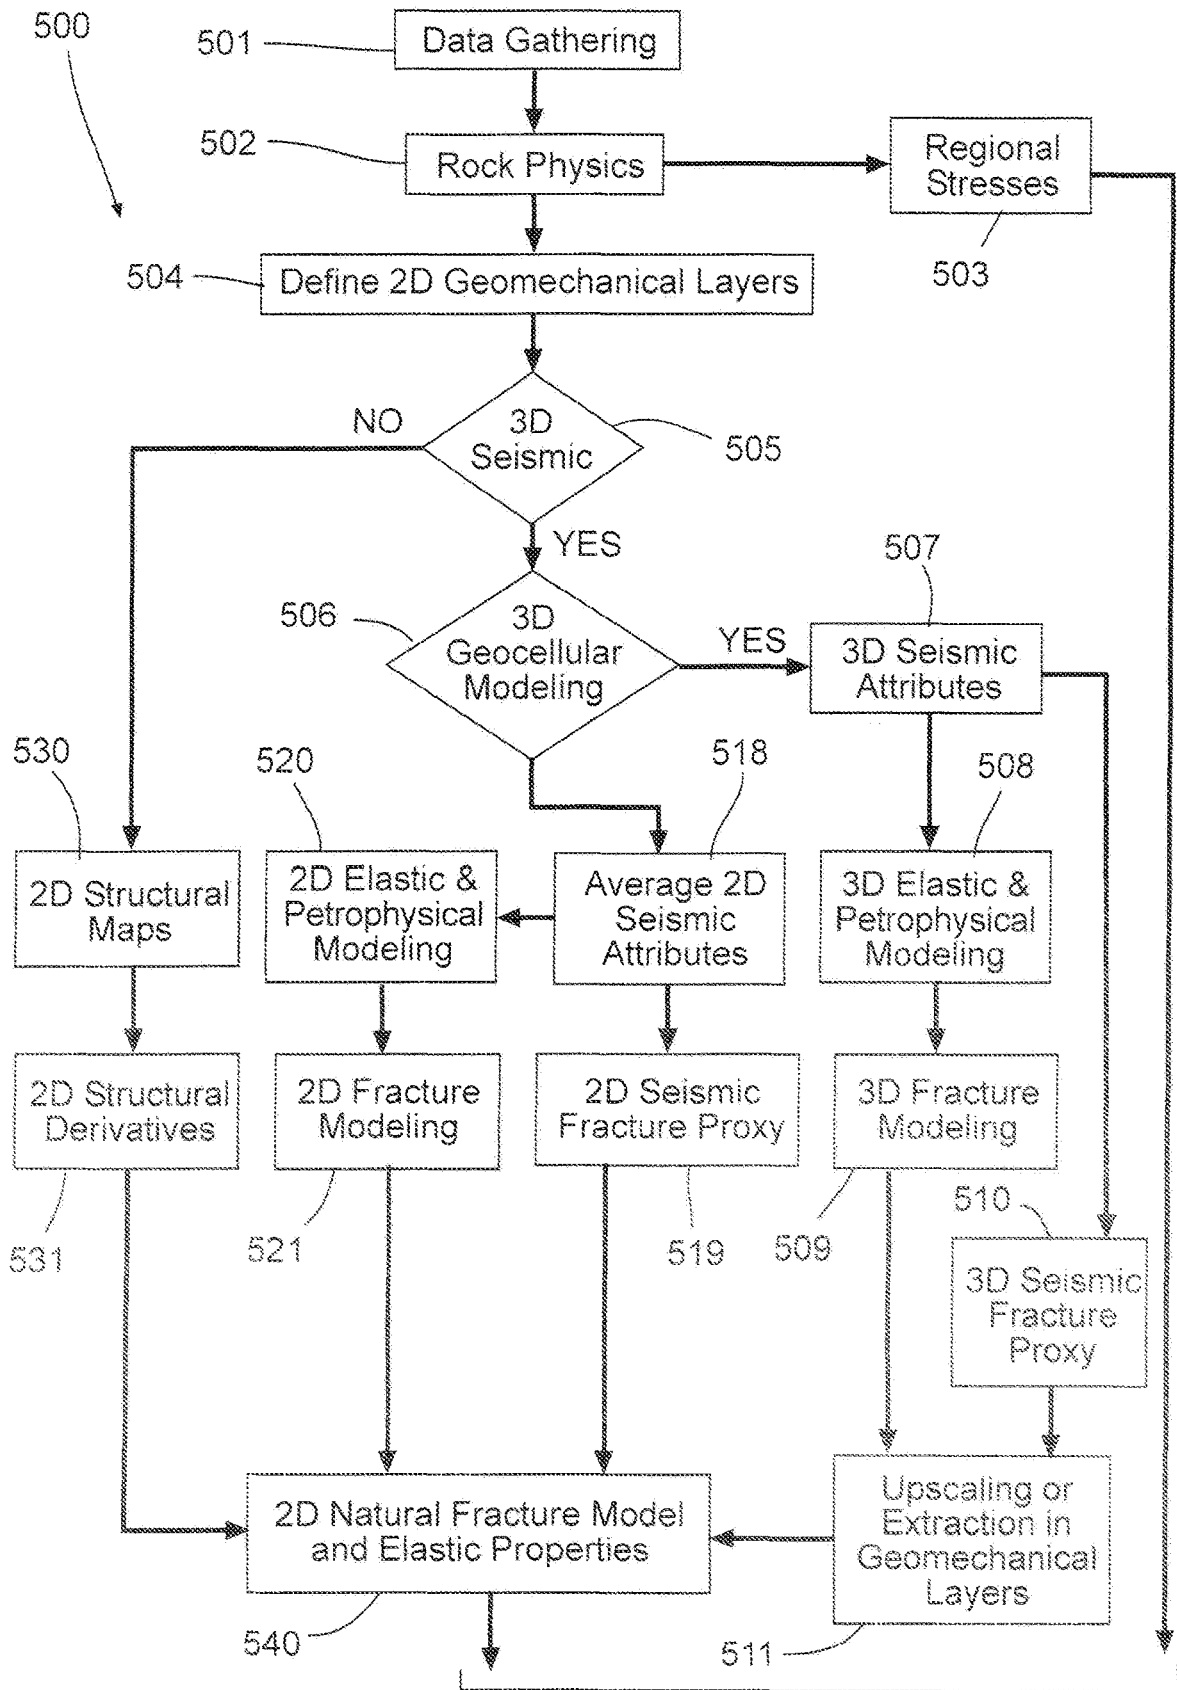 500
501
Data Gathering
502
Rock Physics
Regional
Stresses
503
504
Define 2D Geomechanical Layers
NO
3D
Seismic
505
YES
506
3D
Geocellular
Modeling
YES
507
3D Seismic
Attributes
530
520
518
508
2D Structural
Maps
2D Elastic &
Petrophysical
Modeling
Average 2D
Seismic
Attributes
3D Elastic &
Petrophysical
Modeling
2D Structural
Derivatives
2D Fracture
Modeling
2D Seismic
Fracture Proxy
3D Fracture
Modeling
531
521
519
509
510
3D Seismic
Fracture
Proxy
2D Natural Fracture Model
and Elastic Properties
Upscaling or
Extraction in
Geomechanical
Layers
540
511